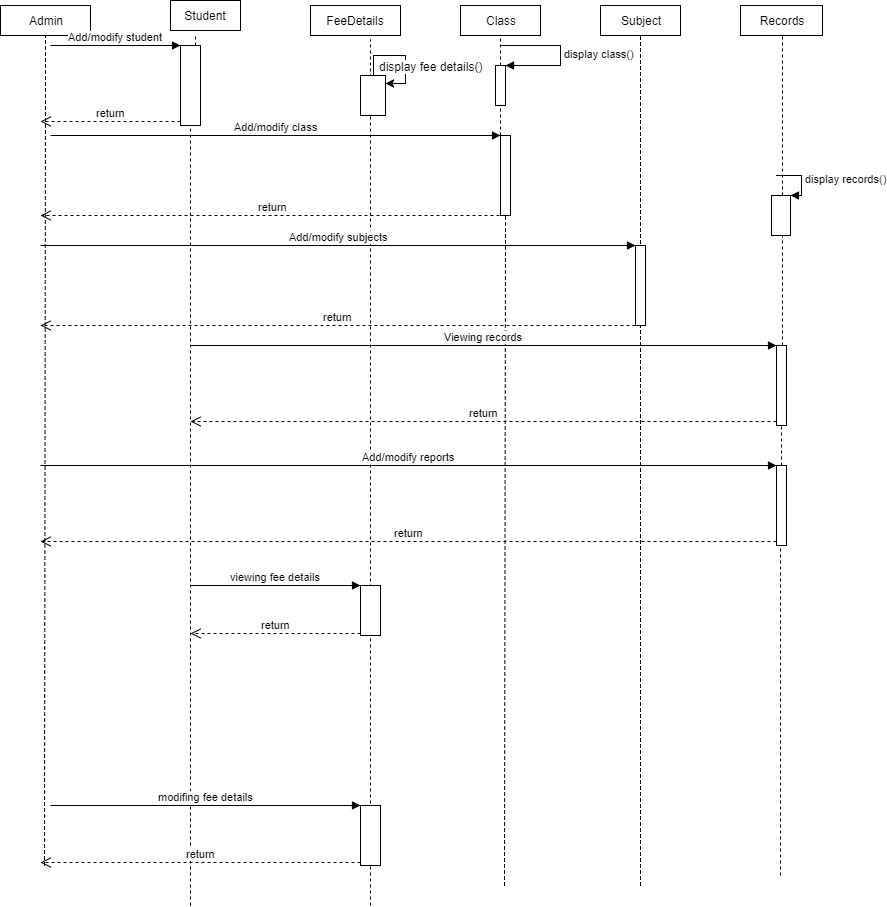 Admin
Student
FeeDetails
Class
Subject
Records
Add/modify student
display class()
display fee details()
return
Add/modify class
display records()
return
Add/modify subjects
return
Viewing records
return
Add/modify reports
return
viewing fee details
return
modifing fee details
return